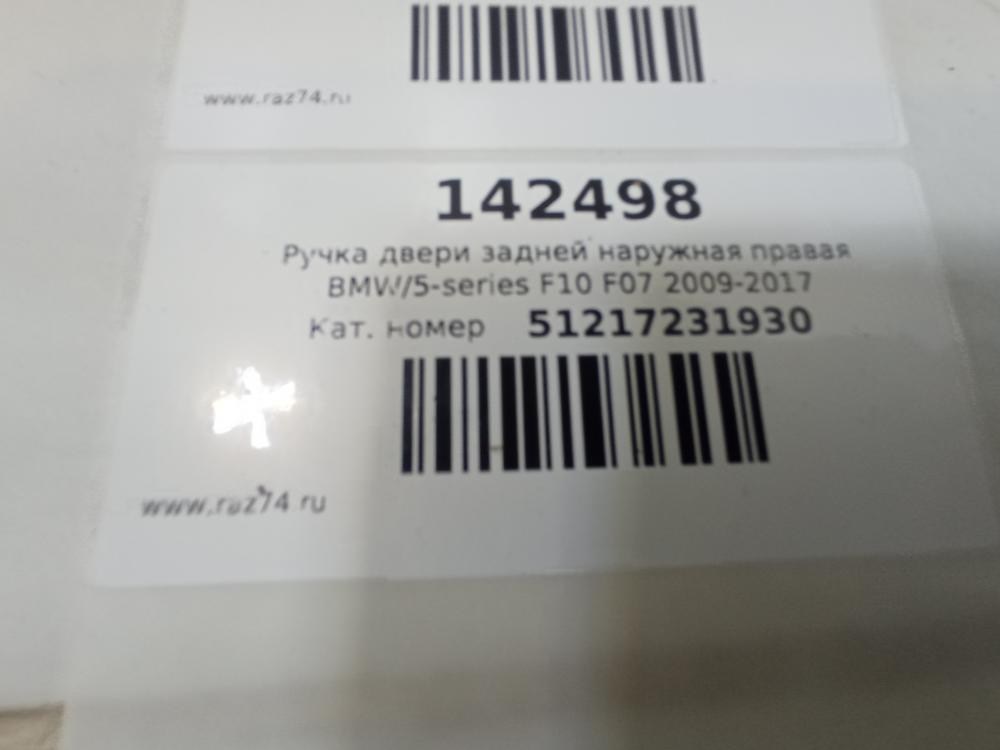 www.raz74.ru
142498
Ручка двери задней наружная правая
BMW/5-series F10 F07 2009-2017
Кат. номер 51217231930
www.raz74.ru